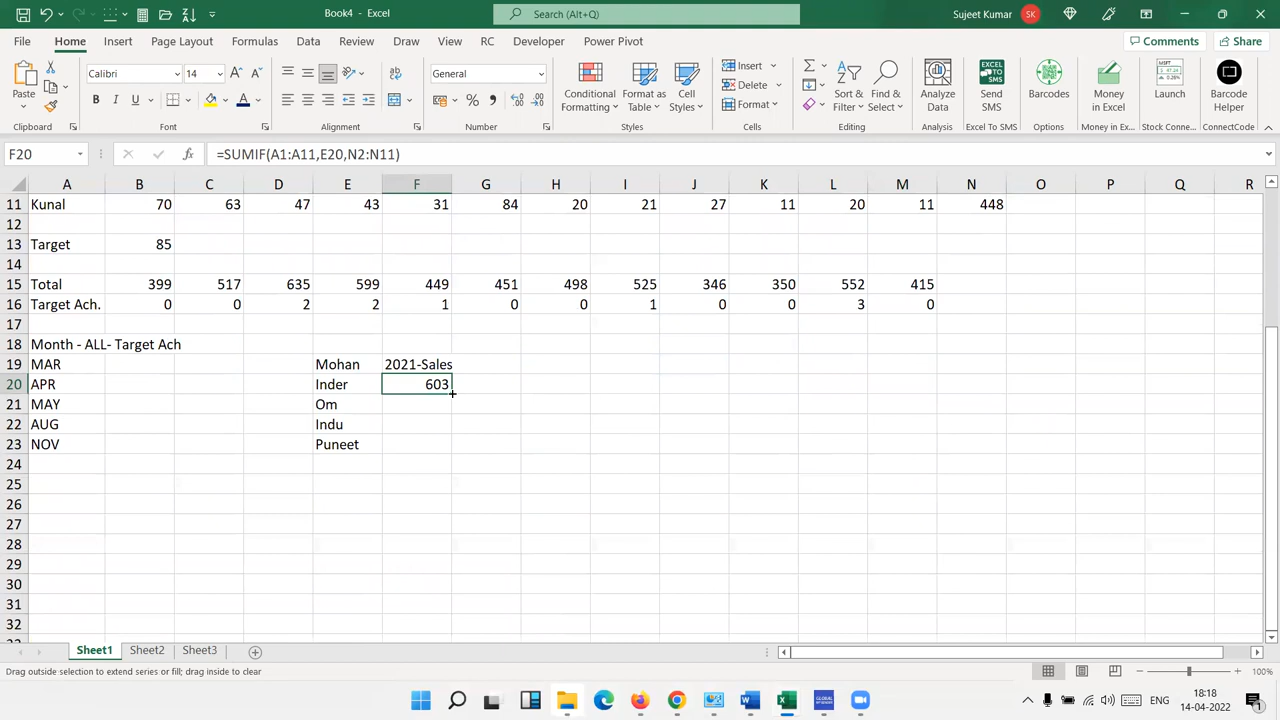 Book4 - Excel
Search (Alt+Q)
Sujeet Kumar SK
File Home Insert Page Layout Formulas Data Review View RC Draw Developer Power Pivot
Comments Share
Paste
Calibri 14
B I U
General
Conditional Formatting Format as Table Cell Styles
Insert
Delete
Format
Sort & Filter Find & Select
Analyze Data
Send SMS
Barcodes
Money in Excel
Launch
Barcode Helper
Clipboard Font Alignment Number Styles Cells Editing Analysis Excel To SMS Options Money in Ex... Stock Conne... ConnectCode
F20 fx =SUMIF(A1:A11,E20,N2:N11)
A B C D E F G H I J K L M N O P Q R
11 Kunal 70 63 47 43 31 84 20 21 27 11 20 11 448
12
13 Target 85
14
15 Total 399 517 635 599 449 451 498 525 346 350 552 415
16 Target Ach. 0 0 2 2 1 0 0 1 0 0 3 0
17
18 Month - ALL- Target Ach
19 MAR Mohan 2021-Sales
20 APR Inder 603
21 MAY Om
22 AUG Indu
23 NOV Puneet
24
25
26
27
28
29
30
31
32
Sheet1 Sheet2 Sheet3
Drag outside selection to extend series or fill; drag inside to clear
100%
ENG
18:18
14-04-2022